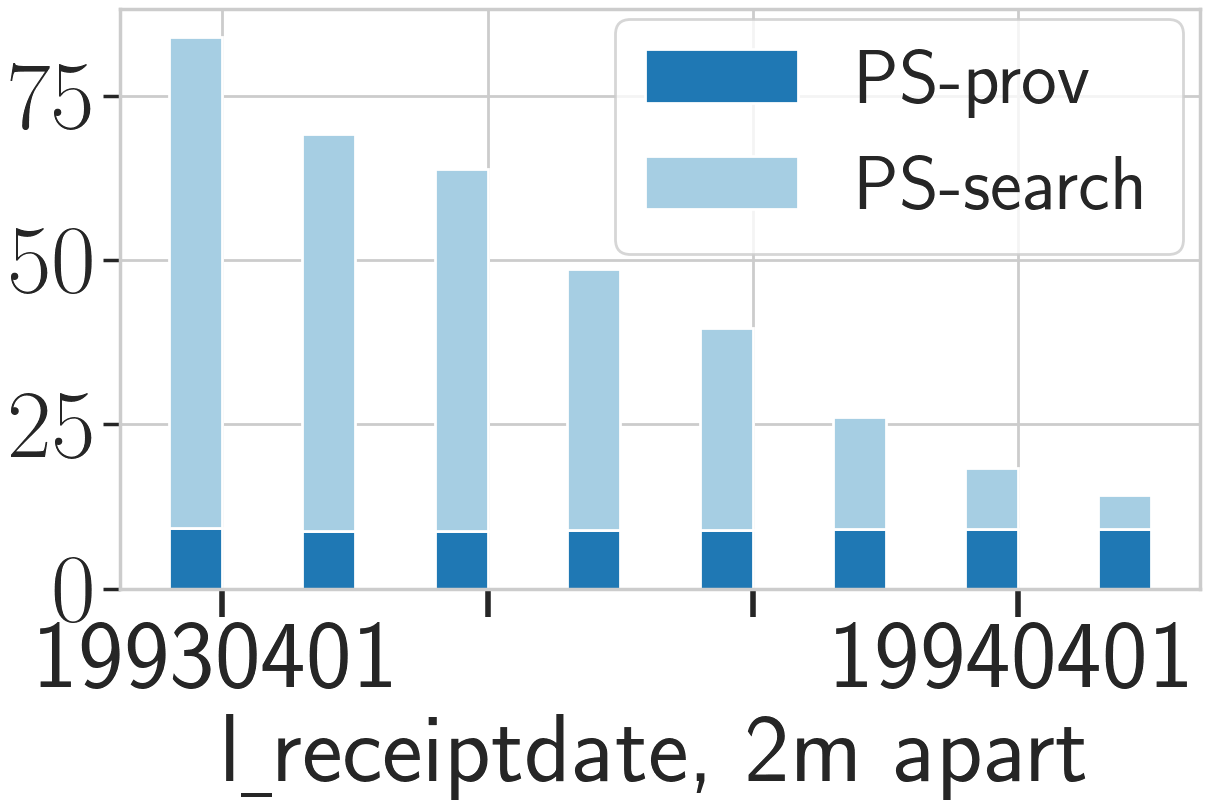 75
50
25
0
PS-prov
PS-search
19930401 19940401
l_receiptdate, 2m apart